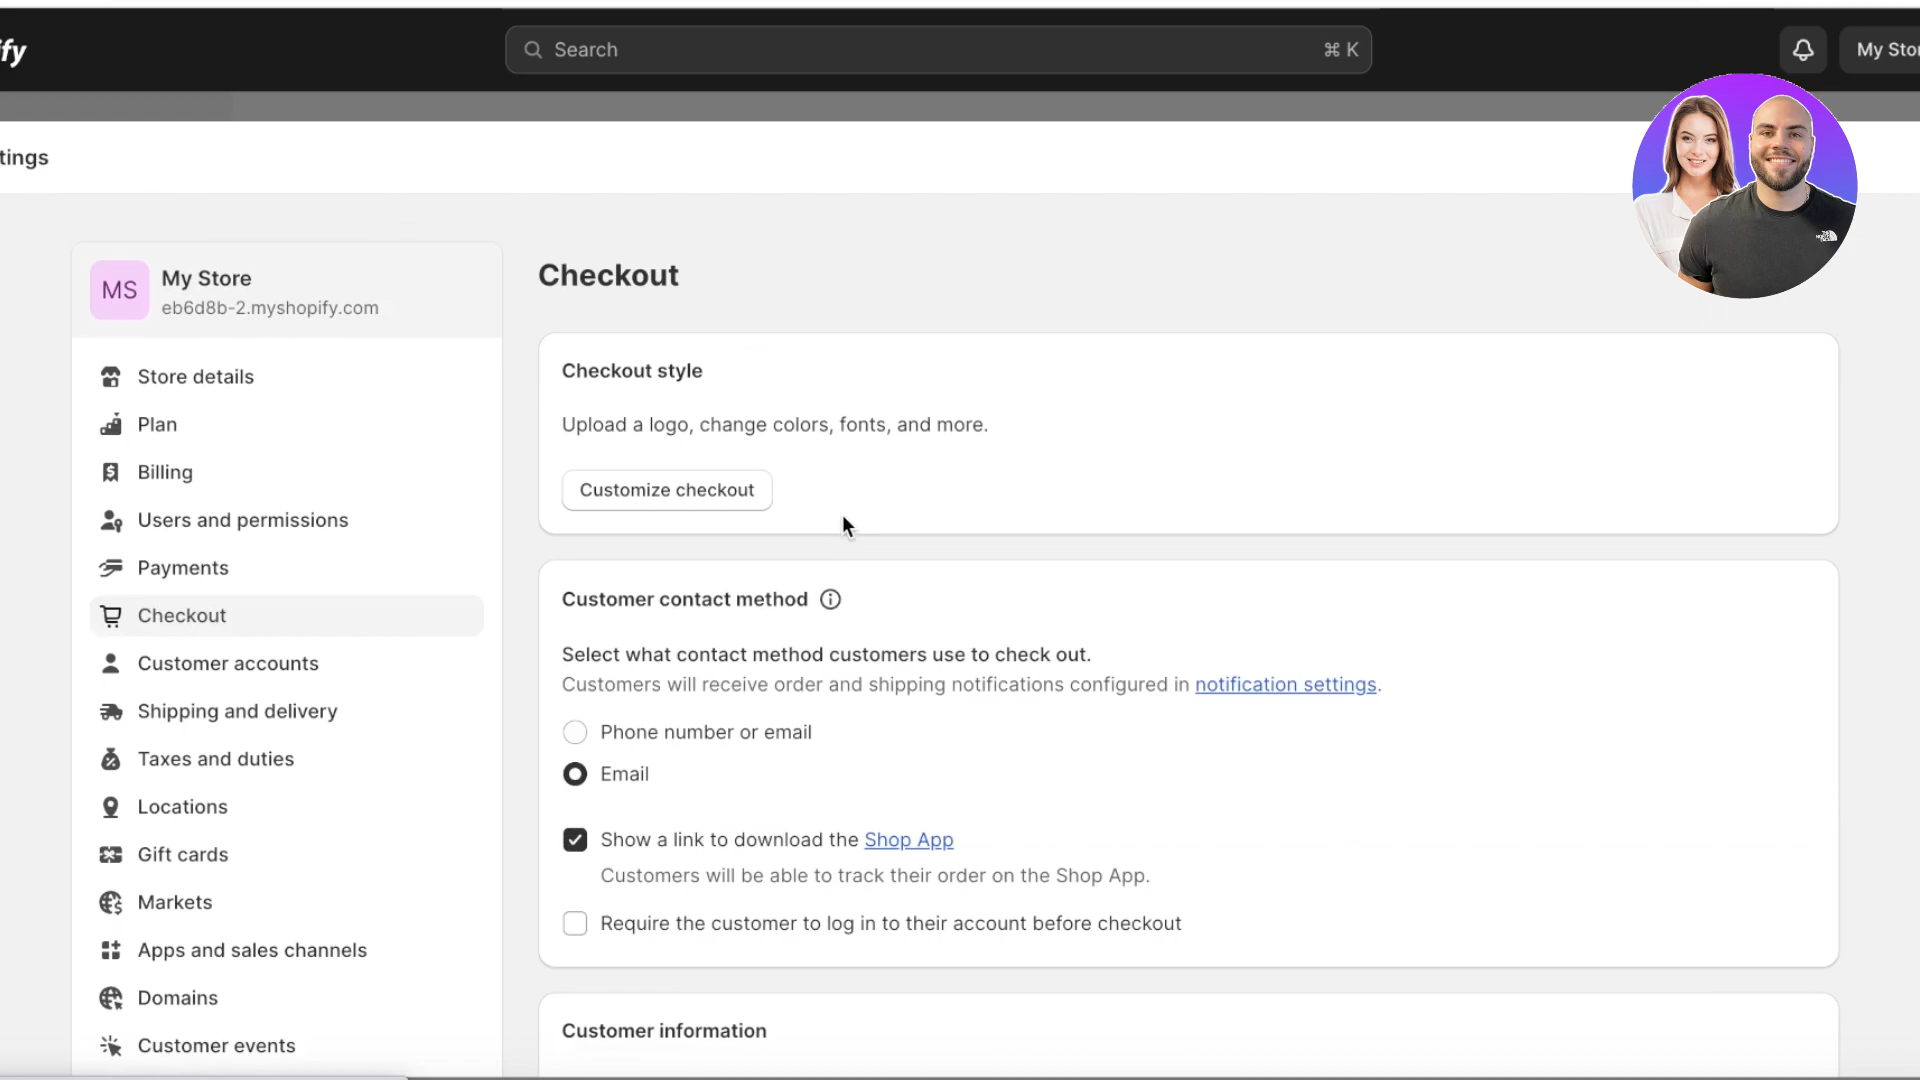 ify
Search
⌘ K
My Stor
tings
MS
My Store
eb6d8b-2.myshopify.com
Store details
Plan
Billing
Users and permissions
Payments
Checkout
Customer accounts
Shipping and delivery
Taxes and duties
Locations
Gift cards
Markets
Apps and sales channels
Domains
Customer events
Checkout
Checkout style
Upload a logo, change colors, fonts, and more.
Customize checkout
Customer contact method
Select what contact method customers use to check out.
Customers will receive order and shipping notifications configured in notification settings.
Phone number or email
Email
Show a link to download the Shop App
Customers will be able to track their order on the Shop App.
Require the customer to log in to their account before checkout
Customer information
THE
NORTH
FACE